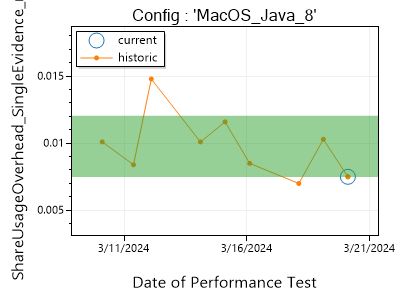 Config : 'MacOS_Java_8'
current
historic
ShareUsageOverhead_SingleEvidence_
0.015
0.01
0.005
3/11/2024
3/16/2024
3/21/2024
Date of Performance Test